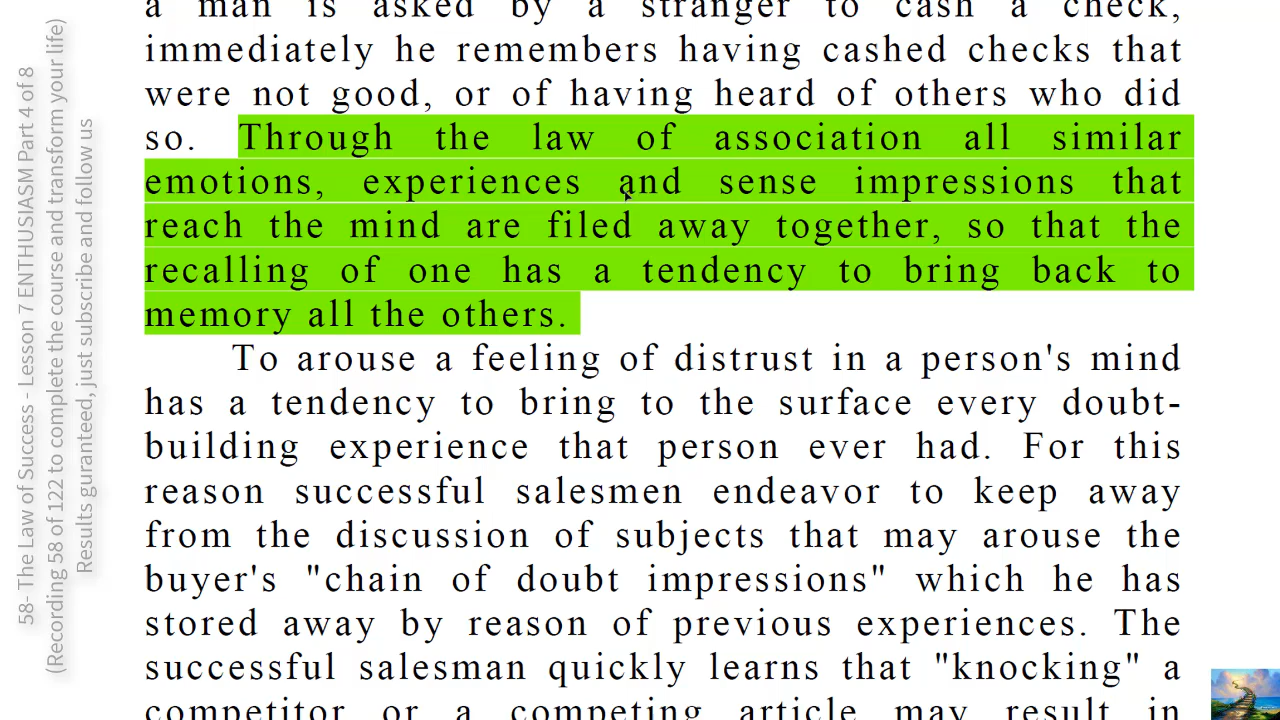 a man is asked by a stranger to cash a check,
immediately he remembers having cashed checks that
were not good, or of having heard of others who did
so. Through the law of association all similar
emotions, experiences and sense impressions that
reach the mind are filed away together, so that the
recalling of one has a tendency to bring back to
memory all the others.
To arouse a feeling of distrust in a person's mind
has a tendency to bring to the surface every doubt-
building experience that person ever had. For this
reason successful salesmen endeavor to keep away
from the discussion of subjects that may arouse the
buyer's "chain of doubt impressions" which he has
stored away by reason of previous experiences. The
successful salesman quickly learns that "knocking" a
competitor or a competing article may result in
58- The Law of Success - Lesson 7 ENTHUSIASM Part 4 of 8
(Recording 58 of 122 to complete the course and transform your life)
Results guranteed, just subscribe and follow us